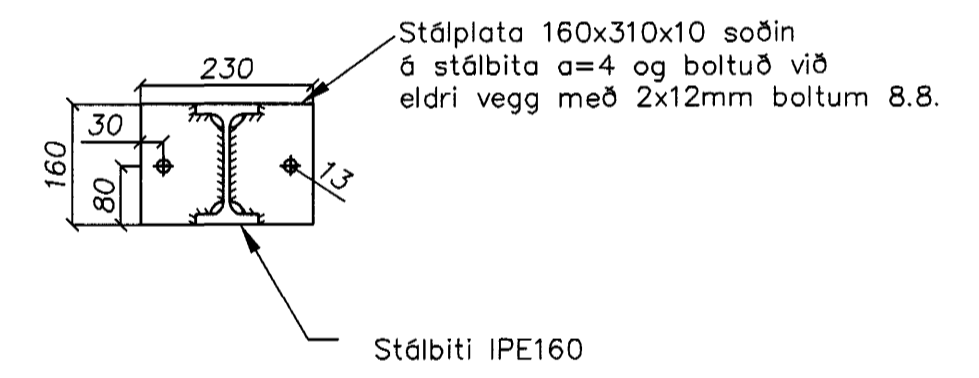 Stálplata 160x310x10 soðin
á stálbita a=4 og boltuð við
eldri vegg með 2x12mm boltum 8.8.
230
30
160
80
13
Stálbiti IPE160